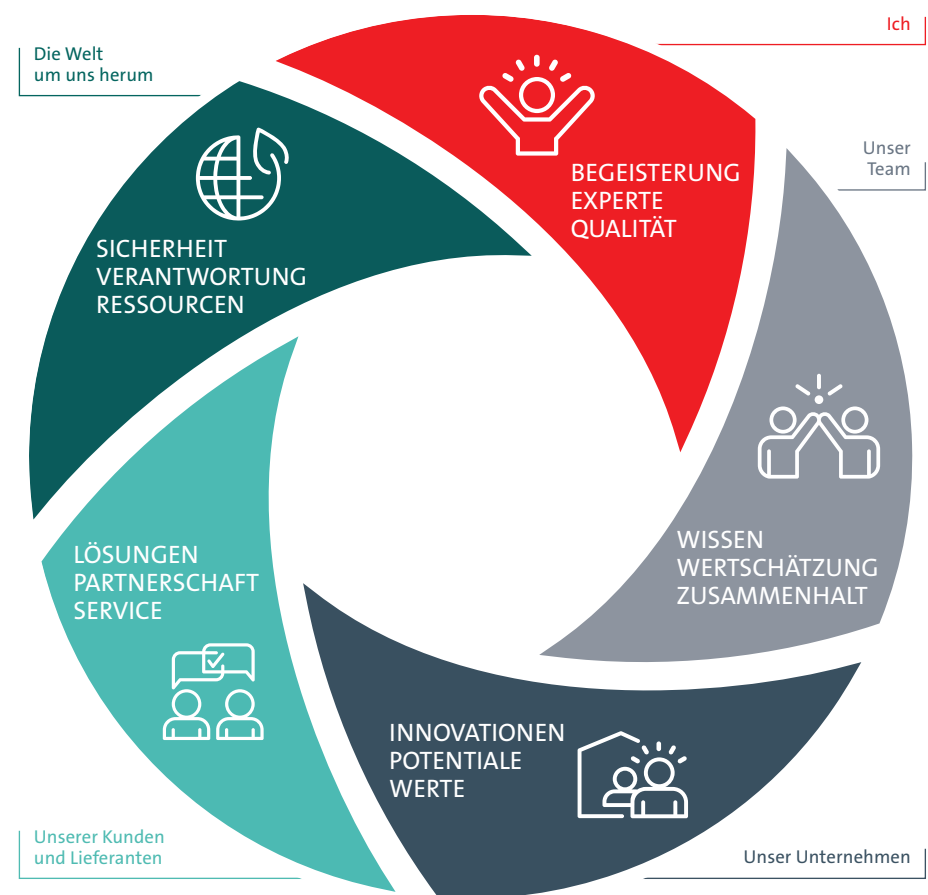 Die Welt
um uns herum
Ich
BEGEISTERUNG
EXPERTE
QUALITÄT
Unser
Team
SICHERHEIT
VERANTWORTUNG
RESSOURCEN
WISSEN
WERTSCHÄTZUNG
ZUSAMMENHALT
LÖSUNGEN
PARTNERSCHAFT
SERVICE
INNOVATIONEN
POTENTIALE
WERTE
Unserer Kunden
und Lieferanten
Unser Unternehmen